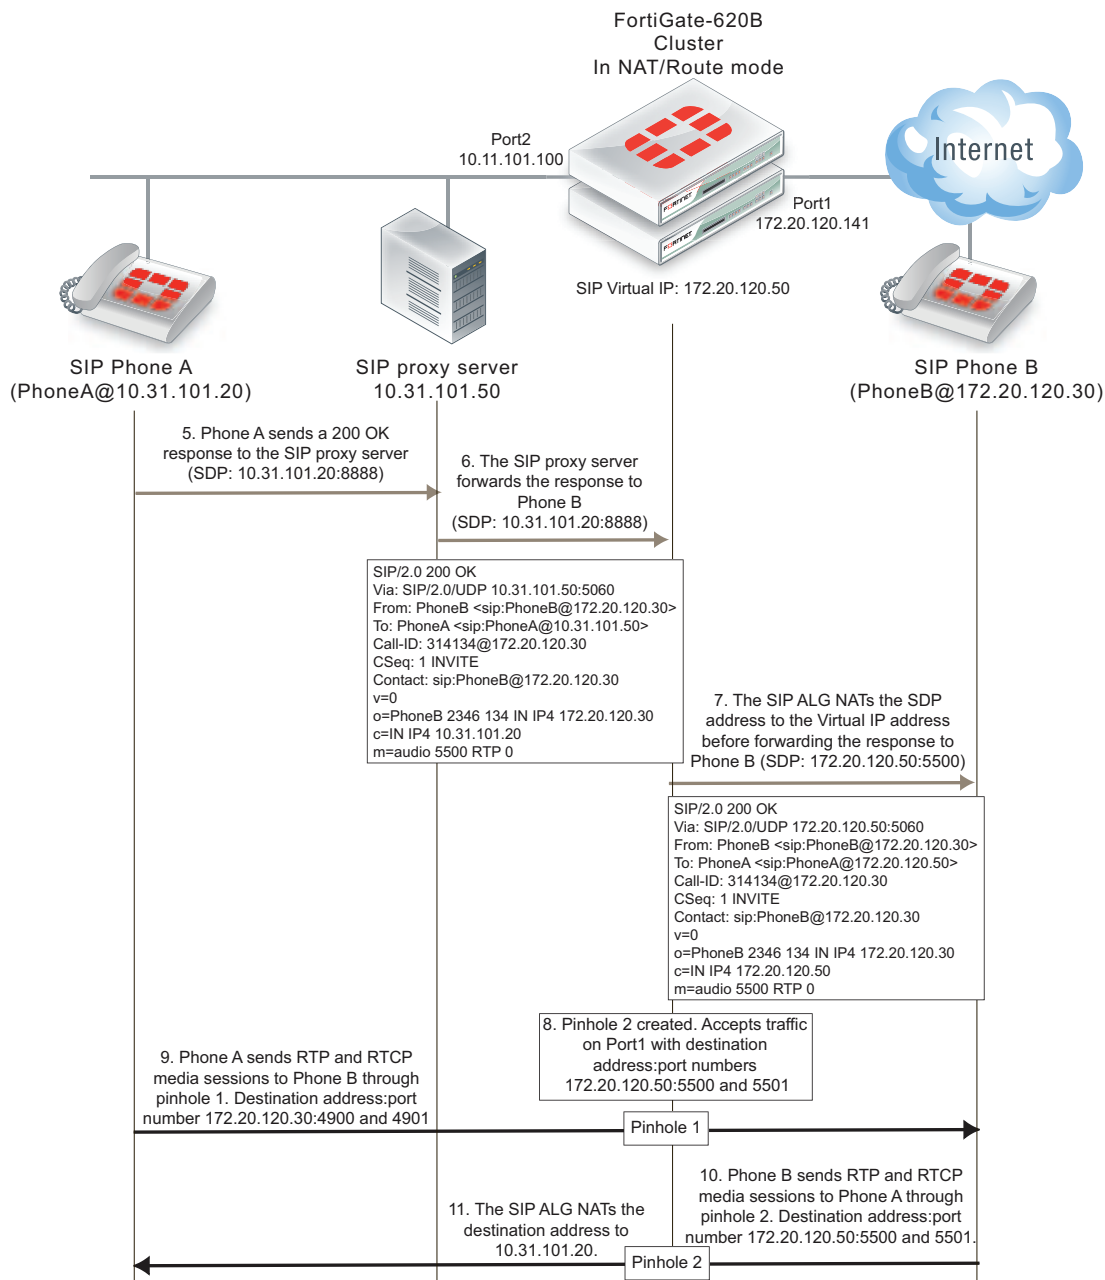 FortiGate-620B
Cluster
In NAT/Route mode
Port2
10.11.101.100
Internet
Port1
172.20.120.141
FORTINET
FORTINET
SIP Virtual IP: 172.20.120.50
SIP Phone A
(PhoneA@10.31.101.20)
SIP proxy server
10.31.101.50
SIP Phone B
(PhoneB@172.20.120.30)
5. Phone A sends a 200 OK
response to the SIP proxy server
(SDP: 10.31.101.20:8888)
6. The SIP proxy server
forwards the response to
Phone B
(SDP: 10.31.101.20:8888)
SIP/2.0 200 OK
Via: SIP/2.0/UDP 10.31.101.50:5060
From: PhoneB <sip:PhoneB@172.20.120.30>
To: PhoneA <sip:PhoneA@10.31.101.50>
Call-ID: 314134@172.20.120.30
CSeq: 1 INVITE
Contact: sip:PhoneB@172.20.120.30
v=0
o=PhoneB 2346 134 IN IP4 172.20.120.30
c=IN IP4 10.31.101.20
m=audio 5500 RTP 0
7. The SIP ALG NATs the SDP
address to the Virtual IP address
before forwarding the response to
Phone B (SDP: 172.20.120.50:5500)
SIP/2.0 200 OK
Via: SIP/2.0/UDP 172.20.120.50:5060
From: PhoneB <sip:PhoneB@172.20.120.30>
To: PhoneA <sip:PhoneA@172.20.120.50>
Call-ID: 314134@172.20.120.30
CSeq: 1 INVITE
Contact: sip:PhoneB@172.20.120.30
v=0
o=PhoneB 2346 134 IN IP4 172.20.120.30
c=IN IP4 172.20.120.50
m=audio 5500 RTP 0
8. Pinhole 2 created. Accepts traffic
on Port1 with destination
address:port numbers
172.20.120.50:5500 and 5501
9. Phone A sends RTP and RTCP
media sessions to Phone B through
pinhole 1. Destination address:port
number 172.20.120.30:4900 and 4901
Pinhole 1
10. Phone B sends RTP and RTCP
media sessions to Phone A through
pinhole 2. Destination address:port
number 172.20.120.50:5500 and 5501.
11. The SIP ALG NATs the
destination address to
10.31.101.20.
Pinhole 2